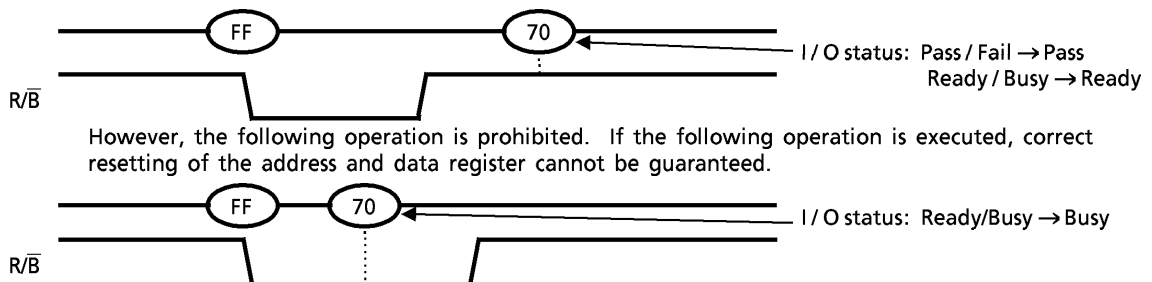 FF 70
I / O status: Pass / Fail → Pass
Ready / Busy → Ready
R/B̅
However, the following operation is prohibited. If the following operation is executed, correct
resetting of the address and data register cannot be guaranteed.
FF 70
I / O status: Ready/Busy → Busy
R/B̅